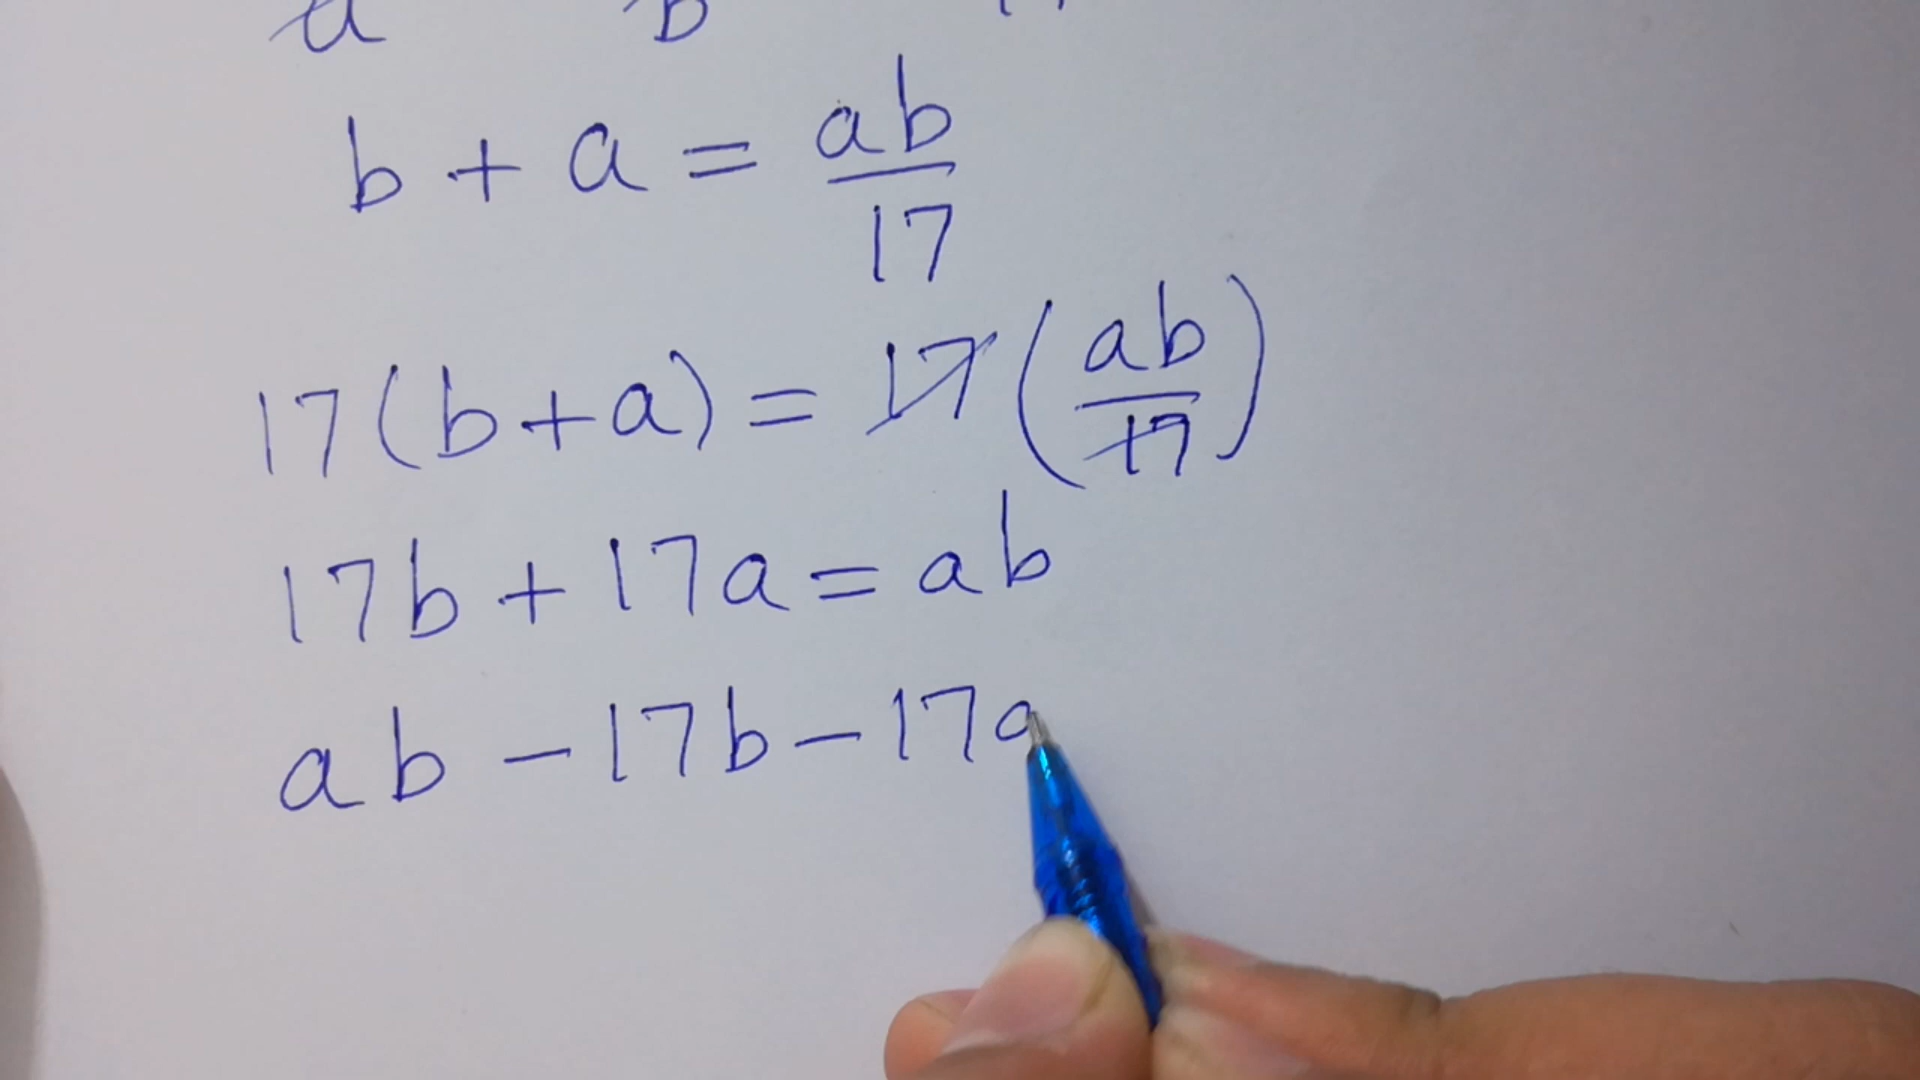 a b
b + a = ab/17
17(b+a) = 17(ab/17)
17b + 17a = ab
ab - 17b - 17a